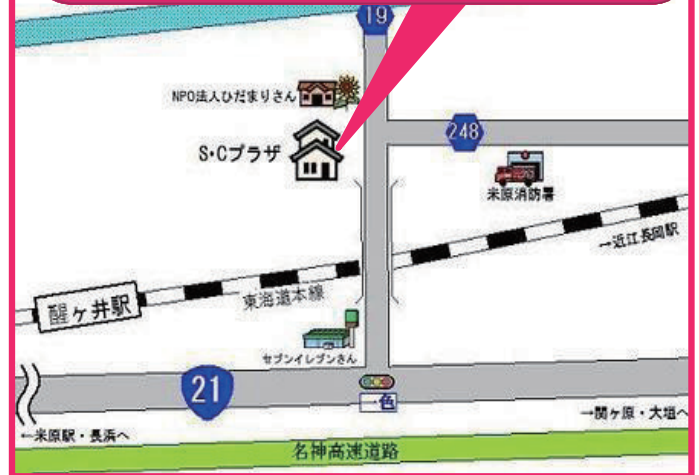 19
NPO法人ひだまりさん
248
S・Cプラザ
米原消防署
→近江長岡駅
東海道本線
醒ヶ井駅
セブンイレブンさん
21
一色
→関ヶ原・大垣へ
←米原駅・長浜へ
名神高速道路